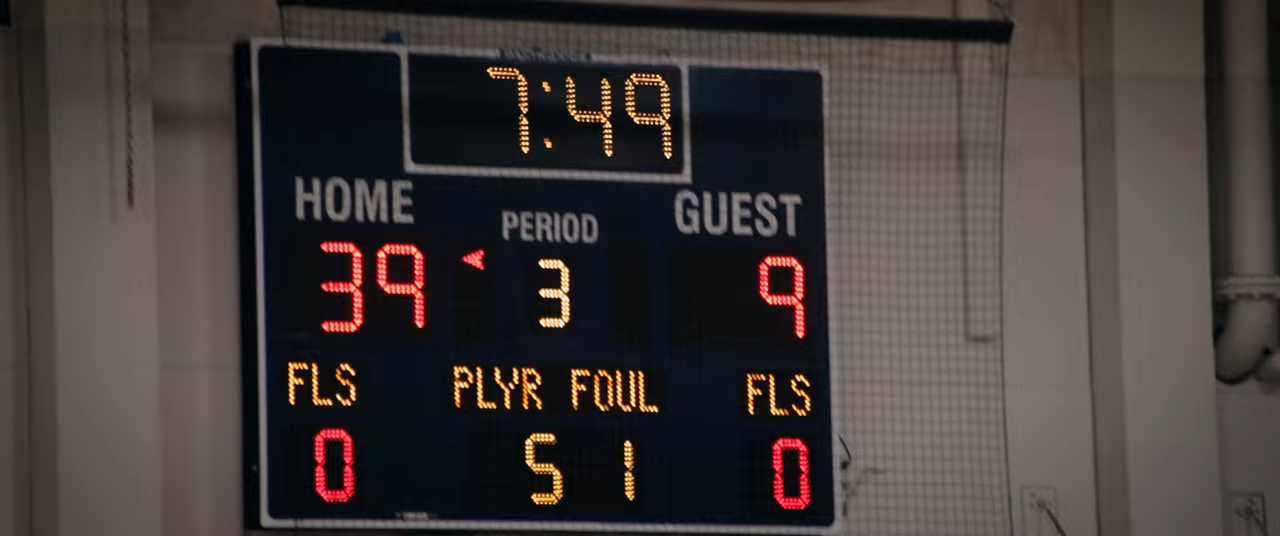 7:49
HOME PERIOD GUEST
39 3 9
FLS PLYR FOUL FLS
0 5 1 0